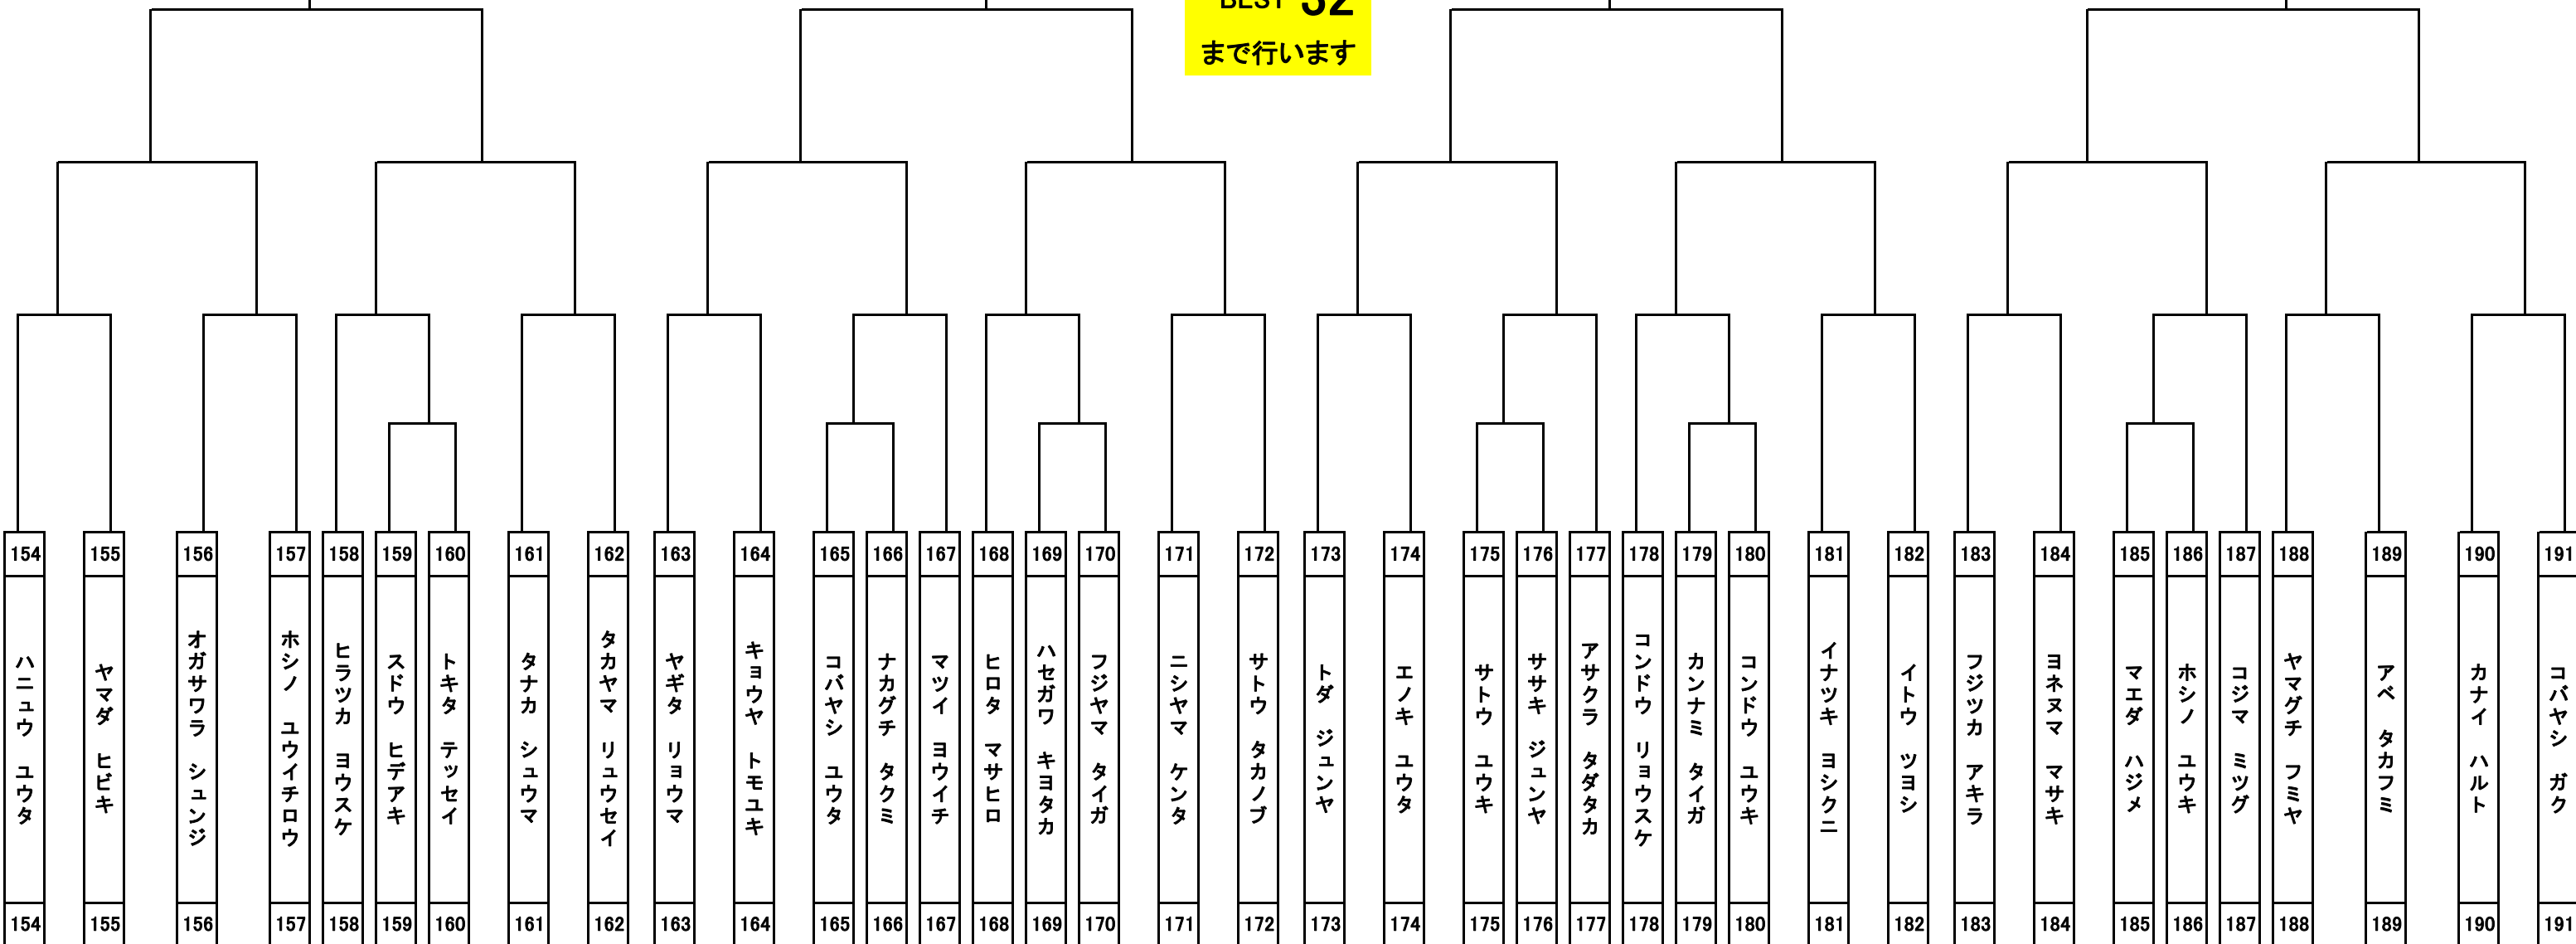 BEST 32
まで行います
154 155 156 157 158 159 160 161 162 163 164 165 166 167 168 169 170 171 172 173 174 175 176 177 178 179 180 181 182 183 184 185 186 187 188 189 190 191
ハニュウ ユウタ
ヤマダ ヒビキ
オガサワラ シュンジ
ホシノ ユウイチロウ
ヒラツカ ヨウスケ
スドウ ヒデアキ
トキタ テッセイ
タナカ シュウマ
タカヤマ リュウセイ
ヤギタ リョウマ
キョウヤ トモユキ
コバヤシ ユウタ
ナカグチ タクミ
マツイ ヨウイチ
ヒロタ マサヒロ
ハセガワ キヨタカ
フジヤマ タイガ
ニシヤマ ケンタ
サトウ タカノブ
トダ ジュンヤ
エノキ ユウタ
サトウ ユウキ
ササキ ジュンヤ
アサクラ タダタカ
コンドウ リョウスケ
カンナミ タイガ
コンドウ ユウキ
イナツキ ヨシクニ
イトウ ツヨシ
フジツカ アキラ
ヨネヌマ マサキ
マエダ ハジメ
ホシノ ユウキ
コジマ ミツグ
ヤマグチ フミヤ
アベ タカフミ
カナイ ハルト
コバヤシ ガク
154 155 156 157 158 159 160 161 162 163 164 165 166 167 168 169 170 171 172 173 174 175 176 177 178 179 180 181 182 183 184 185 186 187 188 189 190 191